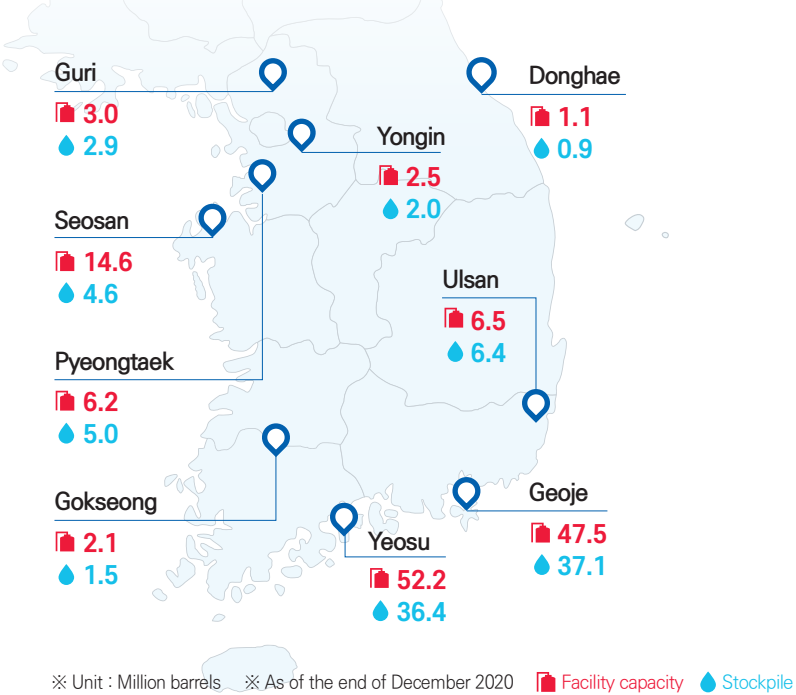 Guri
3.0
2.9
Donghae
1.1
0.9
Yongin
2.5
2.0
Seosan
14.6
4.6
Ulsan
6.5
6.4
Pyeongtaek
6.2
5.0
Gokseong
2.1
1.5
Geoje
47.5
37.1
Yeosu
52.2
36.4
※ Unit : Million barrels ※ As of the end of December 2020 Facility capacity Stockpile